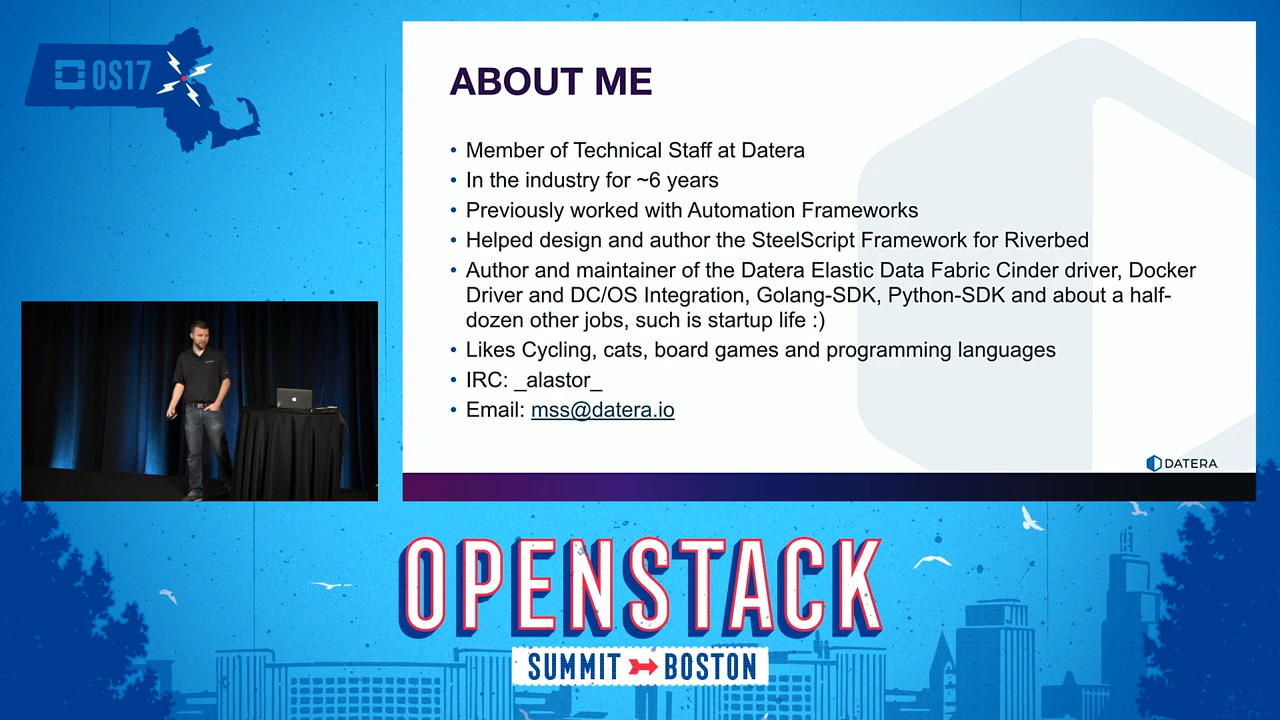 OS17
ABOUT ME
• Member of Technical Staff at Datera
• In the industry for ~6 years
• Previously worked with Automation Frameworks
• Helped design and author the SteelScript Framework for Riverbed
• Author and maintainer of the Datera Elastic Data Fabric Cinder driver, Docker
Driver and DC/OS Integration, Golang-SDK, Python-SDK and about a half-
dozen other jobs, such is startup life :)
• Likes Cycling, cats, board games and programming languages
• IRC: _alastor_
• Email: mss@datera.io
DATERA
OPENSTACK
SUMMIT BOSTON